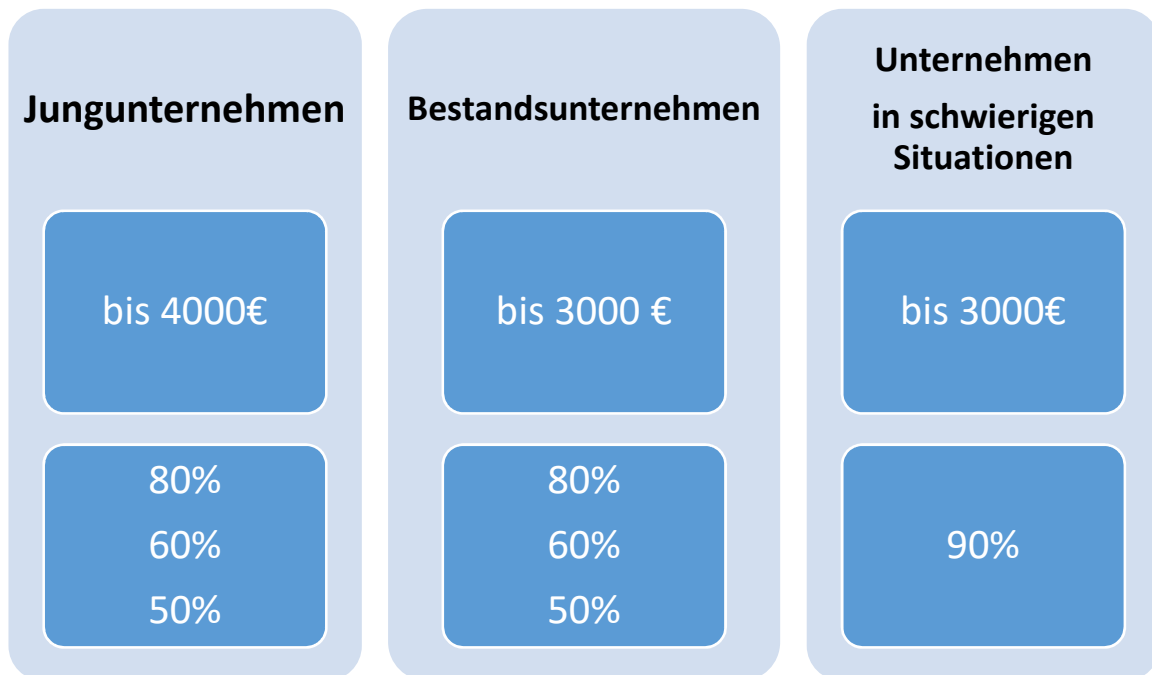 Jungunternehmen
bis 4000€
80%
60%
50%
Bestandsunternehmen
bis 3000 €
80%
60%
50%
Unternehmen
in schwierigen
Situationen
bis 3000€
90%